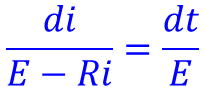 di/(E − Ri) = dt/E